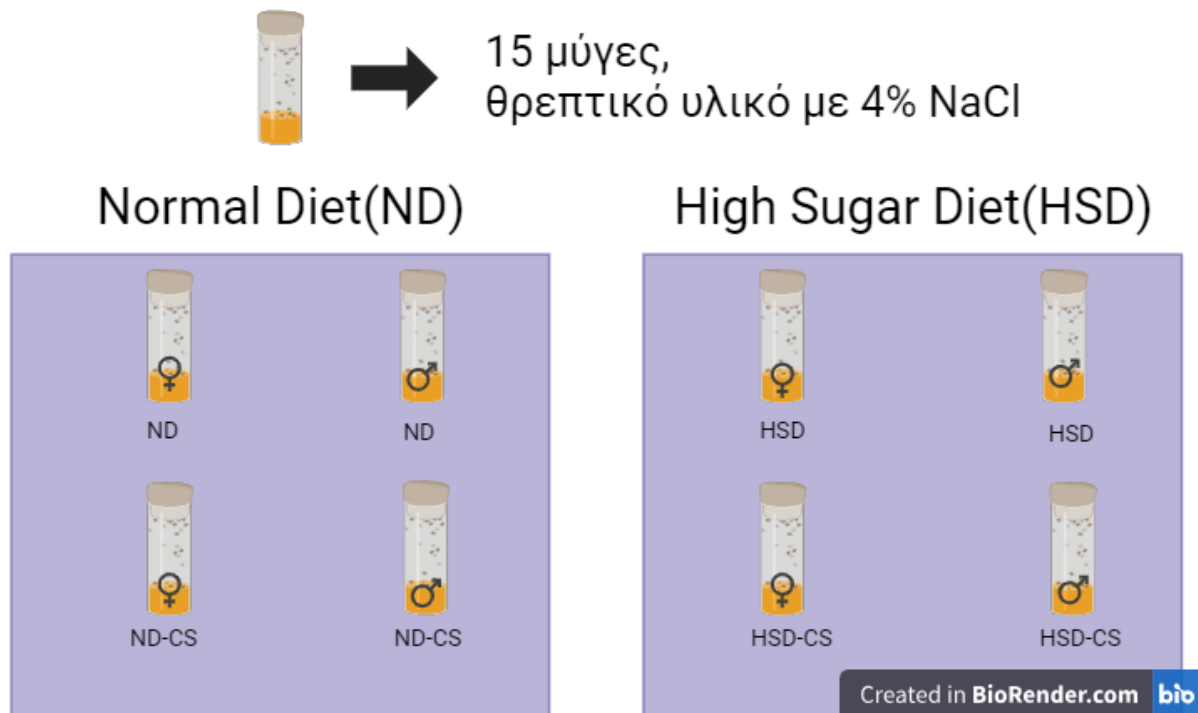 15 μύγες,
θρεπτικό υλικό με 4% NaCl
Normal Diet(ND)
High Sugar Diet(HSD)
ND
ND
HSD
HSD
ND-CS
ND-CS
HSD-CS
HSD-CS
Created in BioRender.com bio